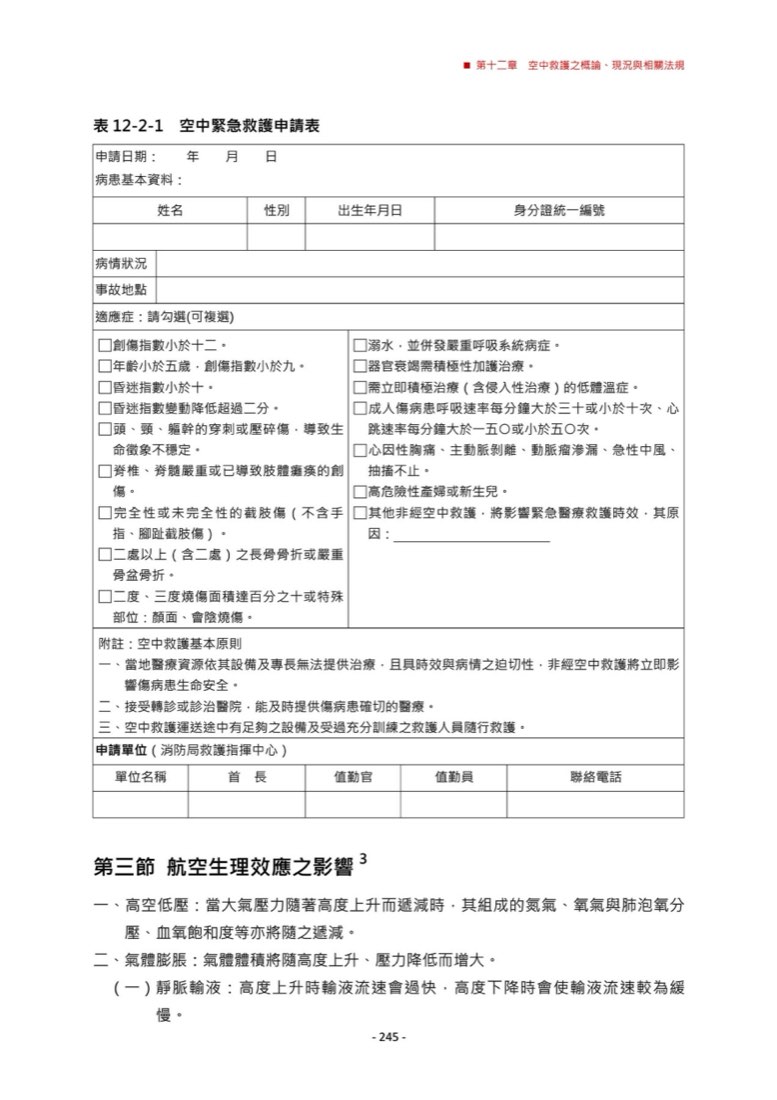 ■ 第十二章　空中救護之概論、現況與相關法規
表 12-2-1　空中緊急救護申請表
申請日期：　　年　　月　　日
病患基本資料：
姓名　性別　出生年月日　身分證統一編號
病情狀況
事故地點
適應症：請勾選(可複選)
□創傷指數小於十二。
□年齡小於五歲，創傷指數小於九。
□昏迷指數小於十。
□昏迷指數變動降低超過二分。
□頭、頸、軀幹的穿刺或壓碎傷，導致生
命徵象不穩定。
□脊椎、脊髓嚴重或已導致肢體癱瘓的創
傷。
□完全性或未完全性的截肢傷（不含手
指、腳趾截肢傷）。
□二處以上（含二處）之長骨骨折或嚴重
骨盆骨折。
□二度、三度燒傷面積達百分之十或特殊
部位：顏面、會陰燒傷。
□溺水，並併發嚴重呼吸系統病症。
□器官衰竭需積極性加護治療。
□需立即積極治療（含侵入性治療）的低體溫症。
□成人傷病患呼吸速率每分鐘大於三十或小於十次、心
跳速率每分鐘大於一五○或小於五○次。
□心因性胸痛、主動脈剝離、動脈瘤滲漏、急性中風、
抽搐不止。
□高危險性產婦或新生兒。
□其他非經空中救護，將影響緊急醫療救護時效，其原
因：
附註：空中救護基本原則
一、當地醫療資源依其設備及專長無法提供治療，且具時效與病情之迫切性，非經空中救護將立即影
響傷病患生命安全。
二、接受轉診或診治醫院，能及時提供傷病患確切的醫療。
三、空中救護運送途中有足夠之設備及受過充分訓練之救護人員隨行救護。
申請單位（消防局救護指揮中心）
單位名稱　首　長　值勤官　值勤員　聯絡電話
第三節 航空生理效應之影響 3
一、高空低壓：當大氣壓力隨著高度上升而遞減時，其組成的氮氣、氧氣與肺泡氧分
壓、血氧飽和度等亦將隨之遞減。
二、氣體膨脹：氣體體積將隨高度上升、壓力降低而增大。
（一）靜脈輸液：高度上升時輸液流速會過快，高度下降時會使輸液流速較為緩
慢。
- 245 -